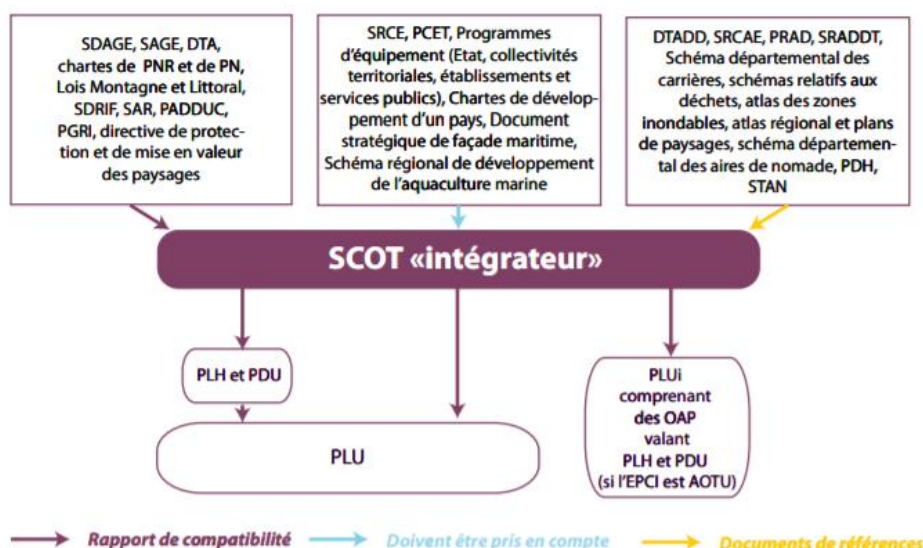 SDAGE, SAGE, DTA,
chartes de PNR et de PN,
Lois Montagne et Littoral,
SDRIF, SAR, PADDUC,
PGRI, directive de protec-
tion et de mise en valeur
des paysages
SRCE, PCET, Programmes
d'équipement (Etat, collectivités
territoriales, établissements et
services publics), Chartes de dévelop-
pement d'un pays, Document
stratégique de façade maritime,
Schéma régional de développement
de l'aquaculture marine
DTADD, SRCAE, PRAD, SRADDT,
Schéma départemental des
carrières, schémas relatifs aux
déchets, atlas des zones
inondables, atlas régional et plans
de paysages, schéma départemen-
tal des aires de nomade, PDH,
STAN
SCOT «intégrateur»
PLH et PDU
PLU
PLUi
comprenant
des OAP
valant
PLH et PDU
(si l'EPCI est AOTU)
Rapport de compatibilité
Doivent être pris en compte
Documents de références